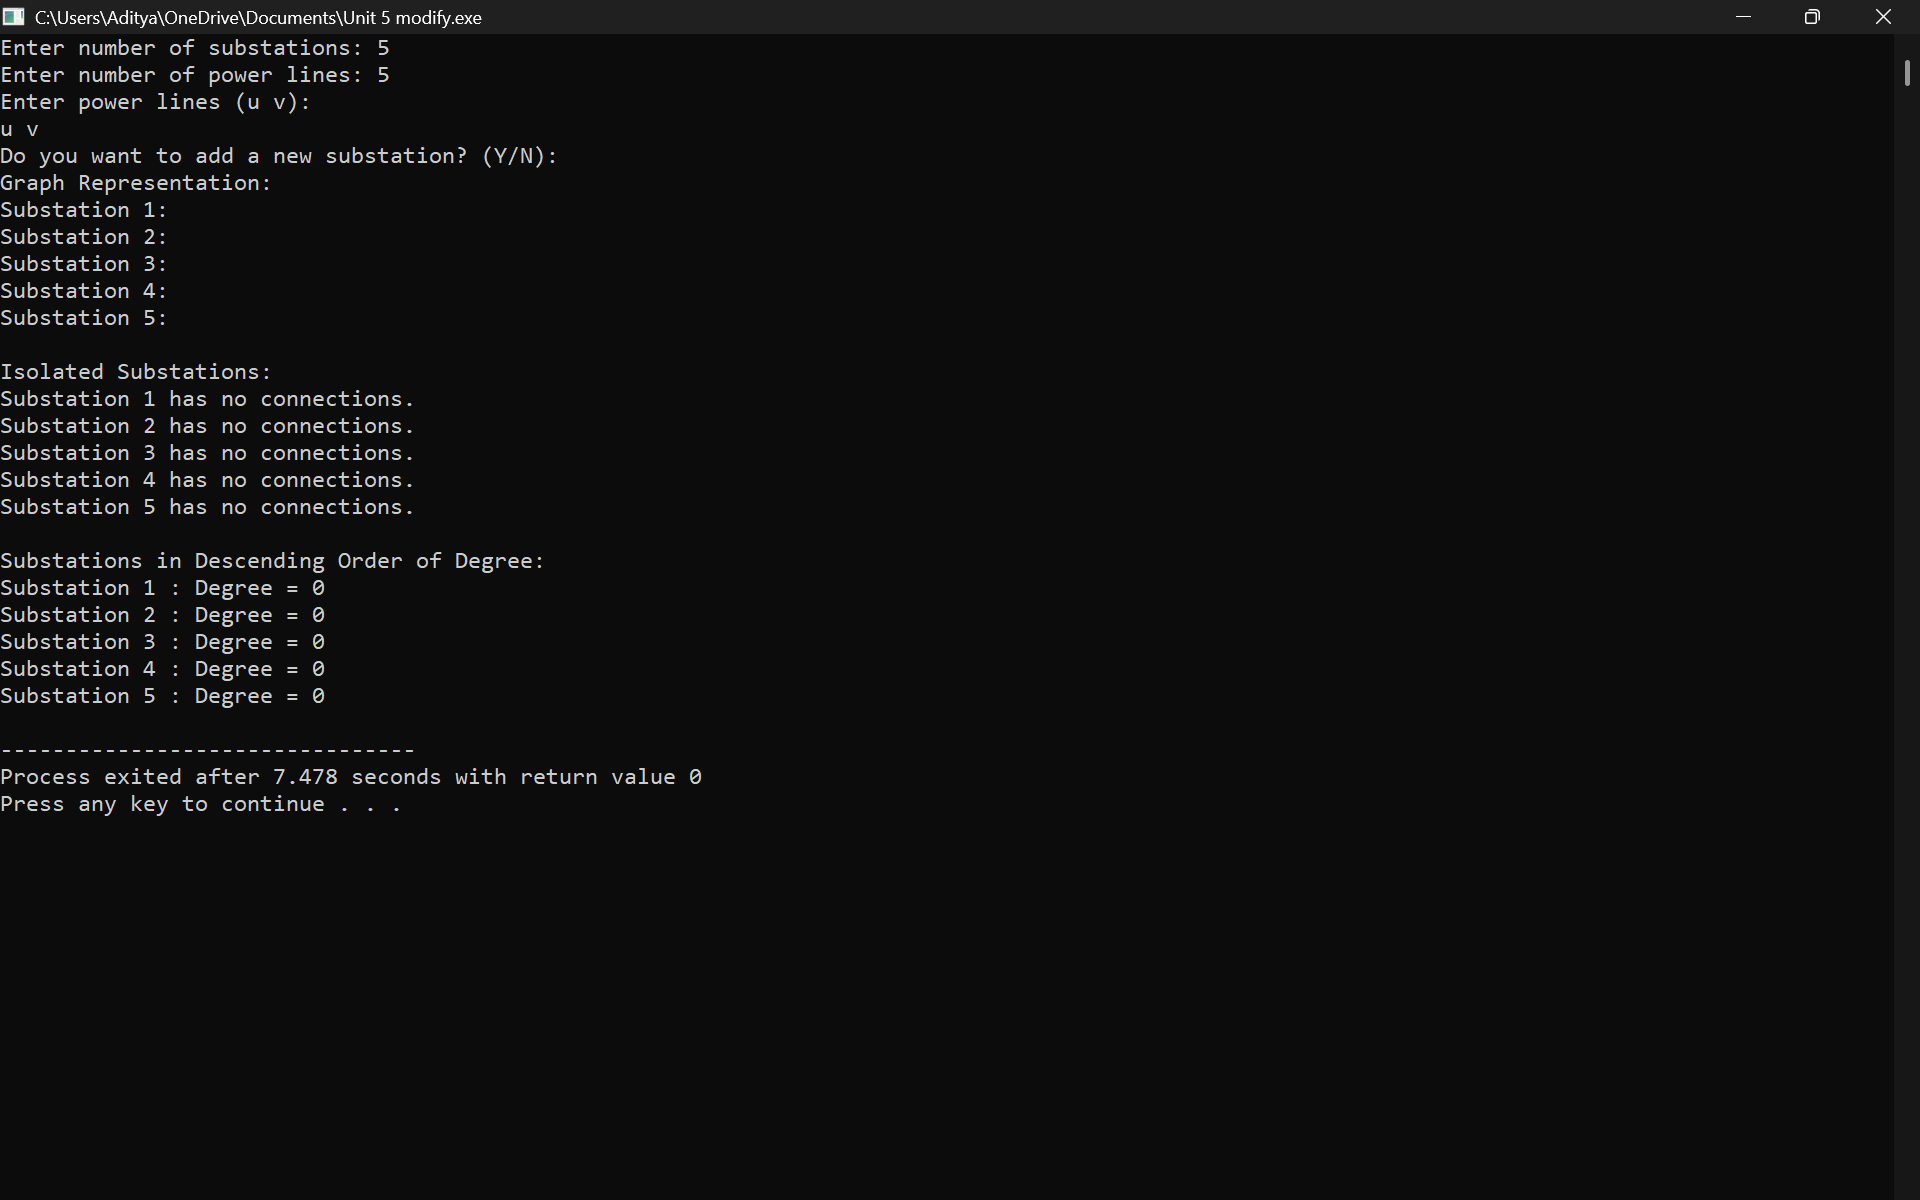 C:\Users\Aditya\OneDrive\Documents\Unit 5 modify.exe
Enter number of substations: 5
Enter number of power lines: 5
Enter power lines (u v):
u v
Do you want to add a new substation? (Y/N):
Graph Representation:
Substation 1:
Substation 2:
Substation 3:
Substation 4:
Substation 5:

Isolated Substations:
Substation 1 has no connections.
Substation 2 has no connections.
Substation 3 has no connections.
Substation 4 has no connections.
Substation 5 has no connections.

Substations in Descending Order of Degree:
Substation 1 : Degree = 0
Substation 2 : Degree = 0
Substation 3 : Degree = 0
Substation 4 : Degree = 0
Substation 5 : Degree = 0

--------------------------------
Process exited after 7.478 seconds with return value 0
Press any key to continue . . .